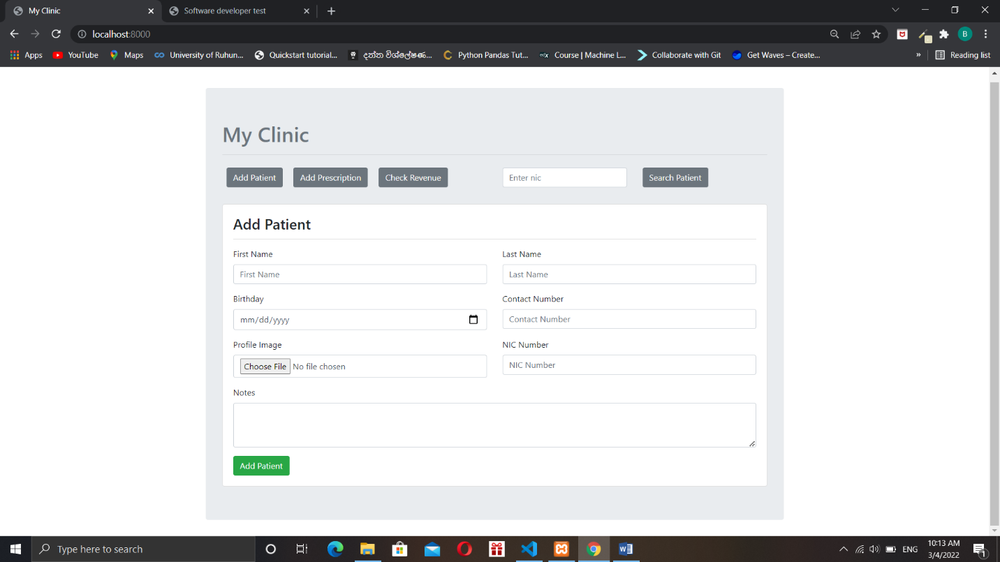 My Clinic
Software developer test
localhost:8000
B
Apps
YouTube
Maps
University of Ruhun...
Quickstart tutorial...
දත්ත විශ්ලේෂණ...
Python Pandas Tut...
edX
Course | Machine L...
Collaborate with Git
Get Waves – Create...
»
Reading list
My Clinic
Add Patient
Add Prescription
Check Revenue
Enter nic
Search Patient
Add Patient
First Name
Last Name
First Name
Last Name
Birthday
Contact Number
mm/dd/yyyy
Contact Number
Profile Image
NIC Number
Choose File No file chosen
NIC Number
Notes
Add Patient
Type here to search
ENG
10:13 AM
3/4/2022
1